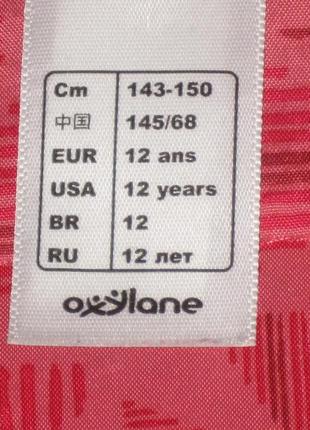 Cm 143-150
中国 145/68
EUR 12 ans
USA 12 years
BR 12
RU 12 лет
oxylane